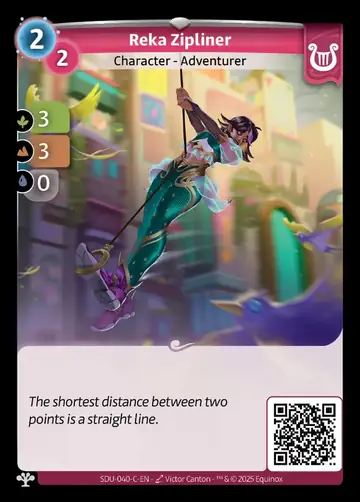 2
2
Reka Zipliner
Character - Adventurer
3
3
0
The shortest distance between two
points is a straight line.
SDU-040-C-EN - Victor Canton - ™ & © 2025 Equinox